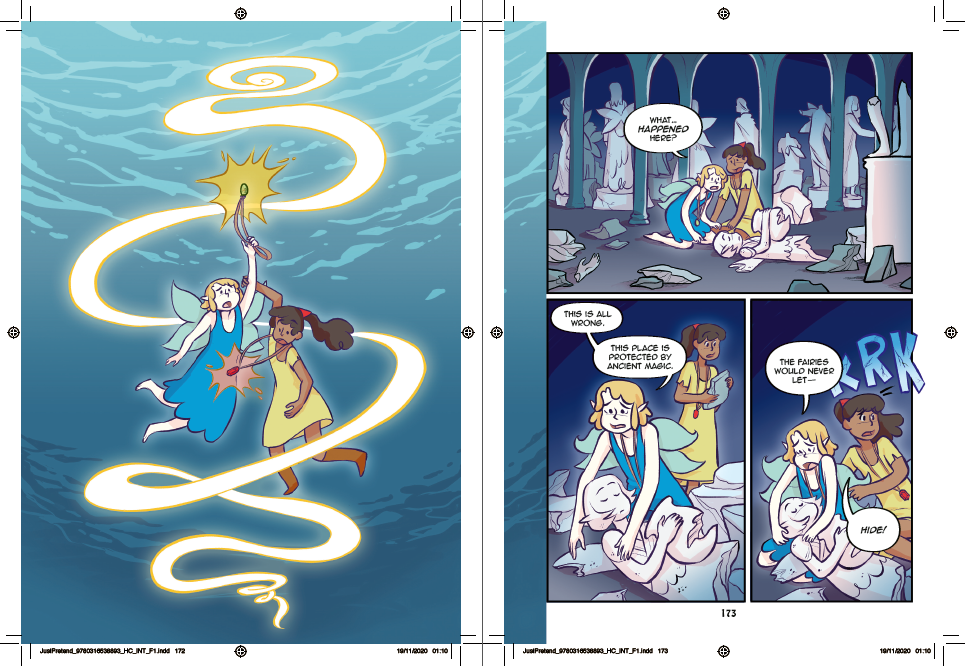 WHAT...
HAPPENED
HERE?
THIS IS ALL
WRONG.
THIS PLACE IS
PROTECTED BY
ANCIENT MAGIC.
THE FAIRIES
WOULD NEVER
LET—
KRK
HIDE!
173
JustPretend_9780316538893_HC_INT_F1.indd 172
19/11/2020 01:10
JustPretend_9780316538893_HC_INT_F1.indd 173
19/11/2020 01:10